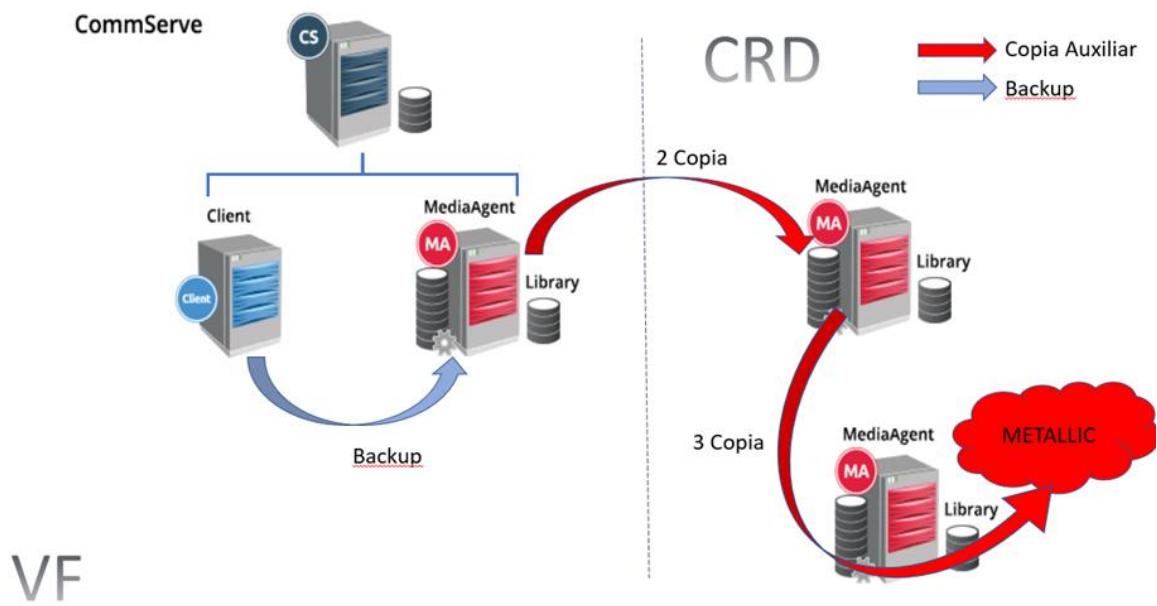 CommServe
CS
CRD
Copia Auxiliar
Backup
2 Copia
Client
MediaAgent
MA
Library
Client
Backup
MediaAgent
MA
Library
3 Copia
MediaAgent
MA
Library
METALLIC
VF